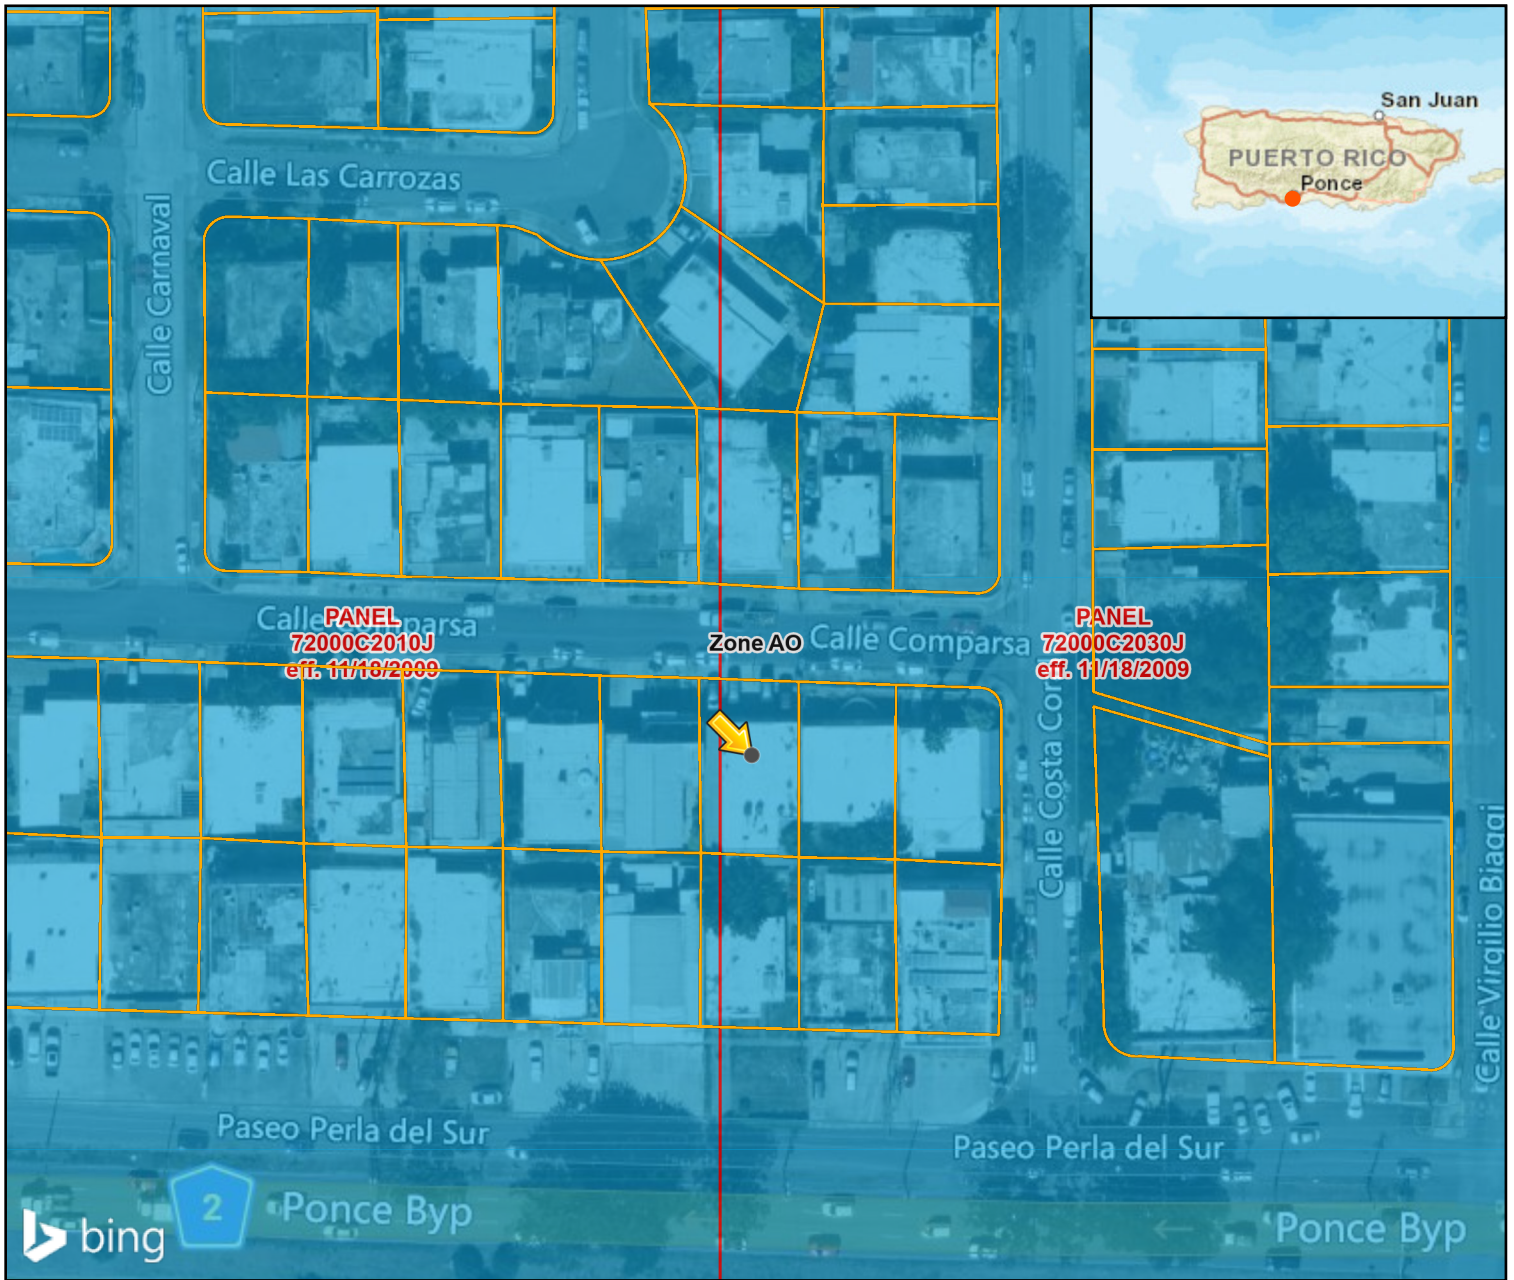 San Juan
PUERTO RICO
Ponce
Calle Las Carrozas
Calle Carnaval
Calle Comparsa
PANEL
72000C2010J
eff. 11/18/2009
Zone AO
Calle Comparsa
PANEL
72000C2030J
eff. 11/18/2009
Calle Costa Cor
Calle Virgilio Biaggi
Paseo Perla del Sur
Paseo Perla del Sur
2
Ponce Byp
Ponce Byp
bing